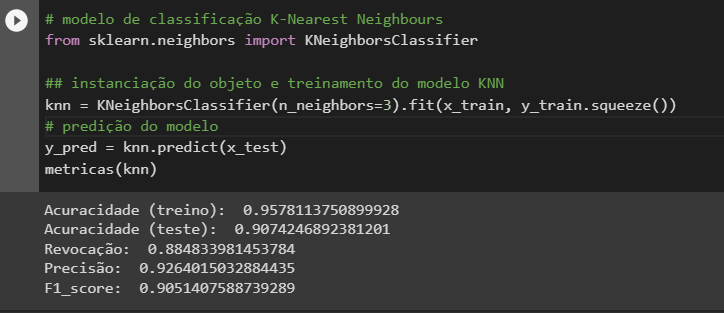 # modelo de classificação K-Nearest Neighbours
from sklearn.neighbors import KNeighborsClassifier
## instanciação do objeto e treinamento do modelo KNN
knn = KNeighborsClassifier(n_neighbors=3).fit(x_train, y_train.squeeze())
# predição do modelo
y_pred = knn.predict(x_test)
metricas(knn)
Acuracidade (treino):  0.9578113750899928
Acuracidade (teste):  0.9074246892381201
Revocação:  0.884833981453784
Precisão:  0.9264015032884435
F1_score:  0.9051407588739289